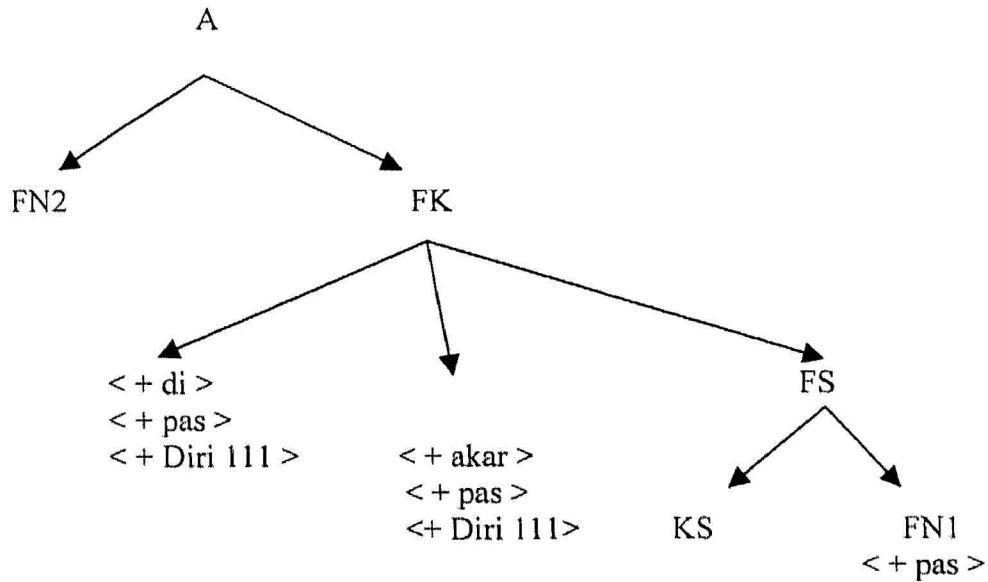 A
FN2 FK
< + di > FS
< + pas >
< + Diri 111 > < + akar >
< + pas >
<+ Diri 111> KS FN1
< + pas >